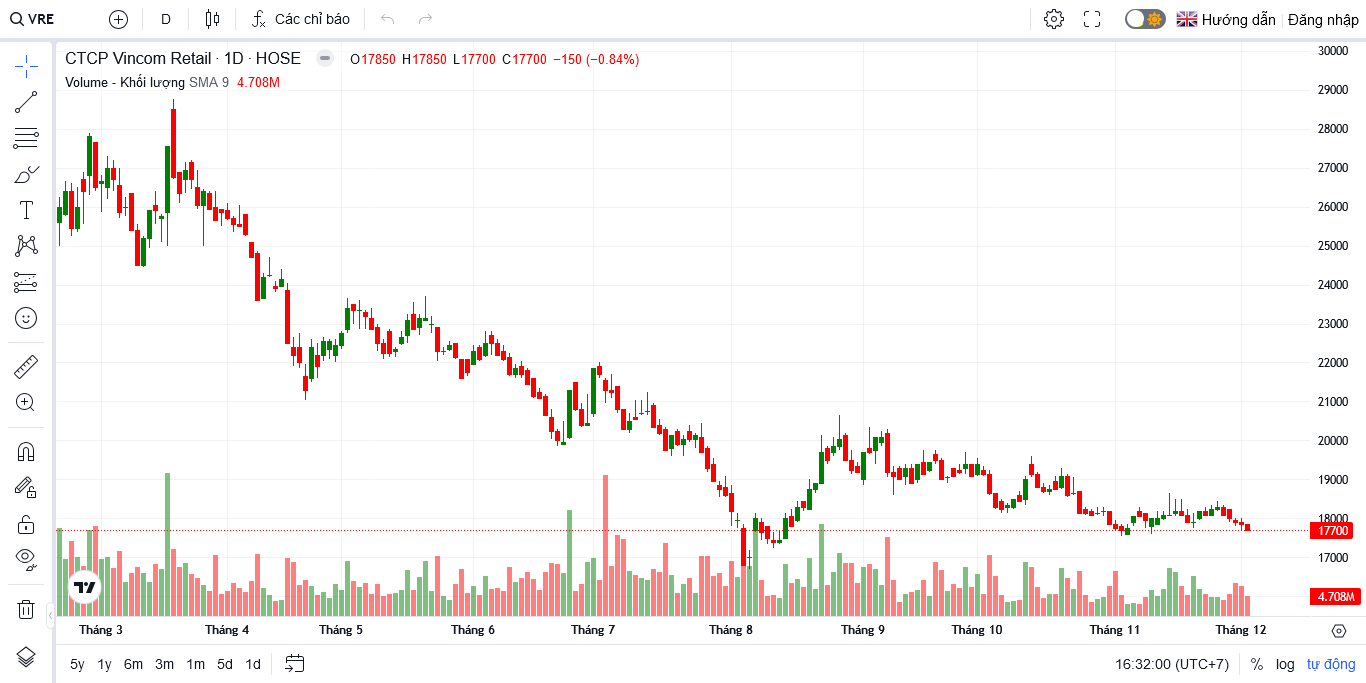 VRE D Các chỉ báo Hướng dẫn Đăng nhập
CTCP Vincom Retail · 1D · HOSE O17850 H17850 L17700 C17700 −150 (−0.84%)
Volume - Khối lượng SMA 9 4.708M
30000
29000
28000
27000
26000
25000
24000
23000
22000
21000
20000
19000
18000
17700
17000
4.708M
Tháng 3 Tháng 4 Tháng 5 Tháng 6 Tháng 7 Tháng 8 Tháng 9 Tháng 10 Tháng 11 Tháng 12
5y 1y 6m 3m 1m 5d 1d 16:32:00 (UTC+7) % log tự động